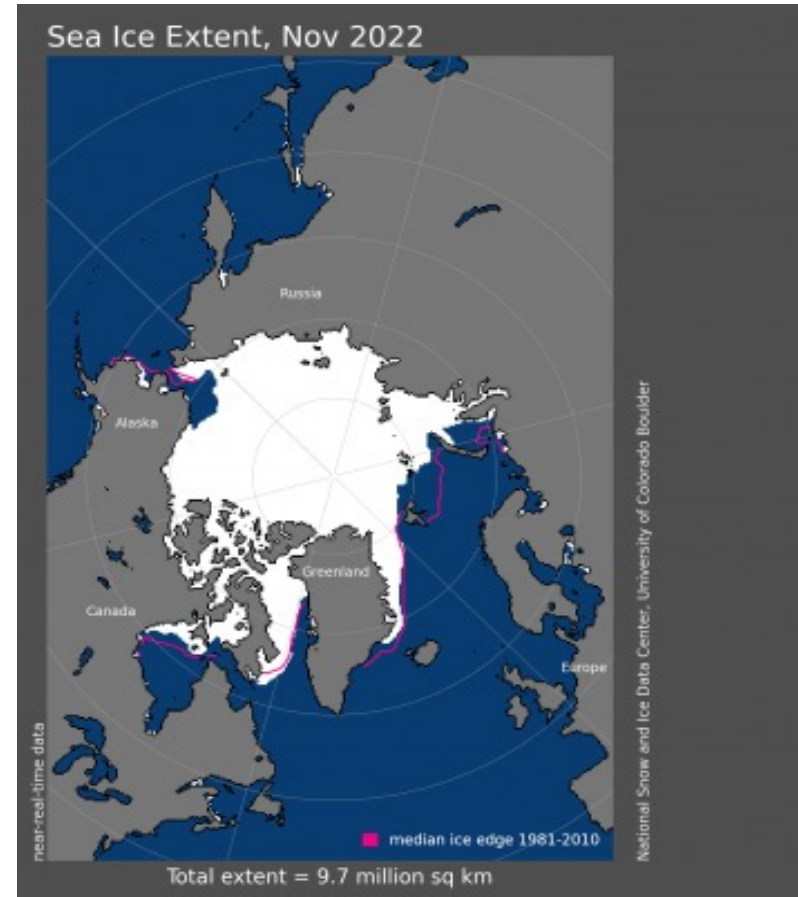 Sea Ice Extent, Nov 2022
Russia
Alaska
Greenland
Canada
Europe
near-real-time data
median ice edge 1981-2010
National Snow and Ice Data Center, University of Colorado Boulder
Total extent = 9.7 million sq km